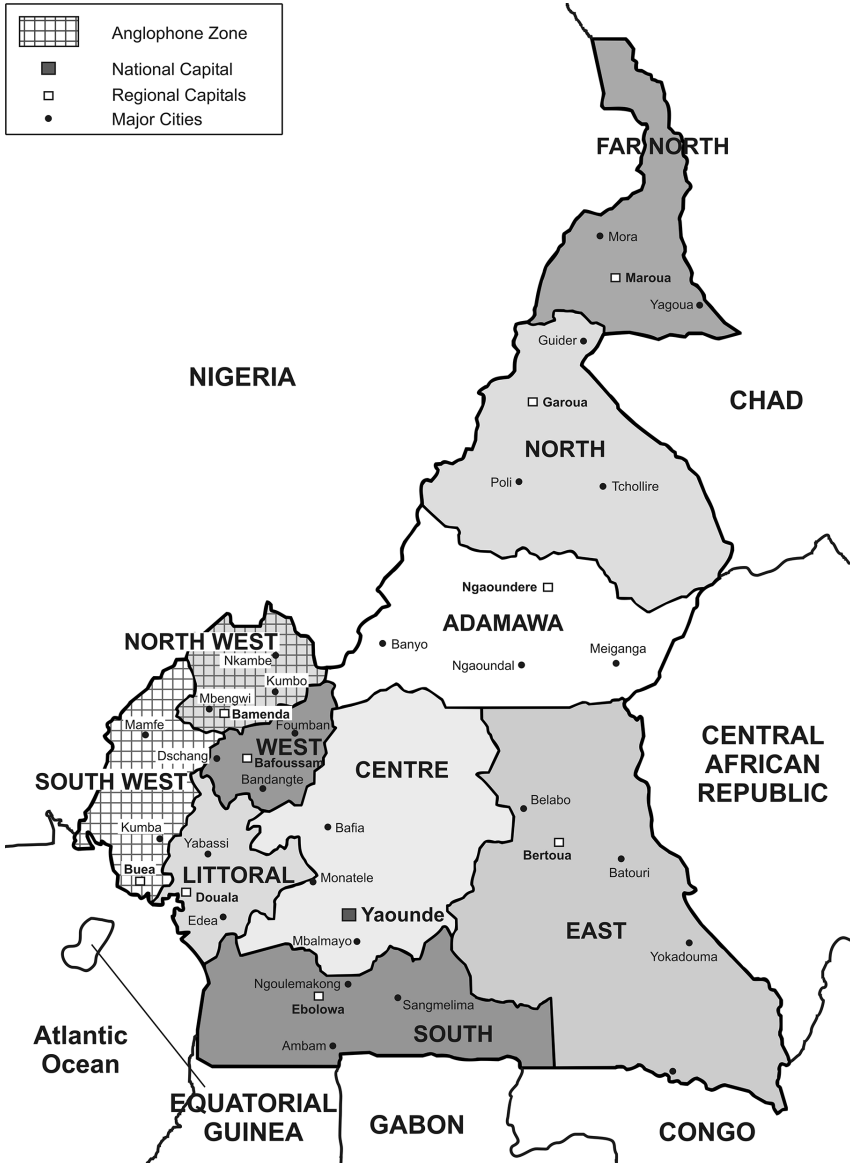 Anglophone Zone
National Capital
Regional Capitals
Major Cities
FAR NORTH
Mora
Maroua
Yagoua
Guider
NIGERIA
CHAD
Garoua
NORTH
Poli
Tchollire
Ngaoundere
ADAMAWA
Banyo
Ngaoundal
Meiganga
NORTH WEST
Nkambe
Kumbo
Mbengwi
Bamenda
Mamfe
Foumban
WEST
Dschang
Bafoussam
Bandangte
SOUTH WEST
CENTRE
CENTRAL
AFRICAN
REPUBLIC
Belabo
Kumba
Bafia
Yabassi
Bertoua
Batouri
Buea
LITTORAL
Monatele
Douala
Edea
Yaounde
EAST
Mbalmayo
Yokadouma
Ngoulemakong
Ebolowa
Sangmelima
SOUTH
Ambam
Atlantic
Ocean
EQUATORIAL
GUINEA
GABON
CONGO